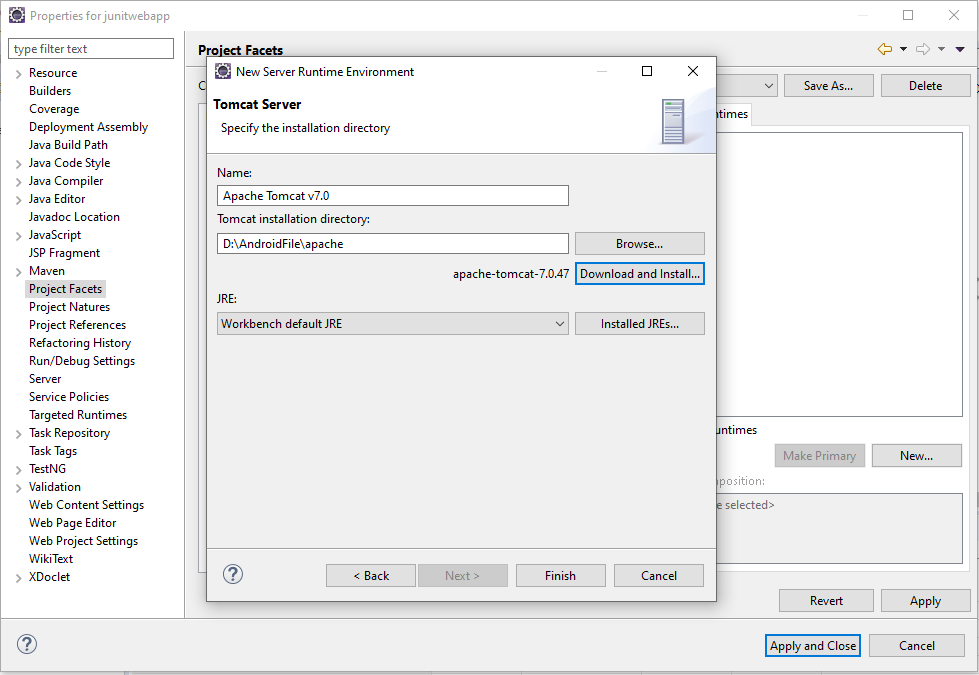 Properties for junitwebapp
type filter text
Resource
Builders
Coverage
Deployment Assembly
Java Build Path
Java Code Style
Java Compiler
Java Editor
Javadoc Location
JavaScript
JSP Fragment
Maven
Project Facets
Project Natures
Project References
Refactoring History
Run/Debug Settings
Server
Service Policies
Targeted Runtimes
Task Repository
Task Tags
TestNG
Validation
Web Content Settings
Web Page Editor
Web Project Settings
WikiText
XDoclet
Project Facets
Save As...
Delete
New Server Runtime Environment
Tomcat Server
Specify the installation directory
Name:
Apache Tomcat v7.0
Tomcat installation directory:
D:\AndroidFile\apache
Browse...
apache-tomcat-7.0.47
Download and Install...
JRE:
Workbench default JRE
Installed JREs...
?
< Back
Next >
Finish
Cancel
ntimes
untimes
Make Primary
New...
position:
e selected>
Revert
Apply
?
Apply and Close
Cancel